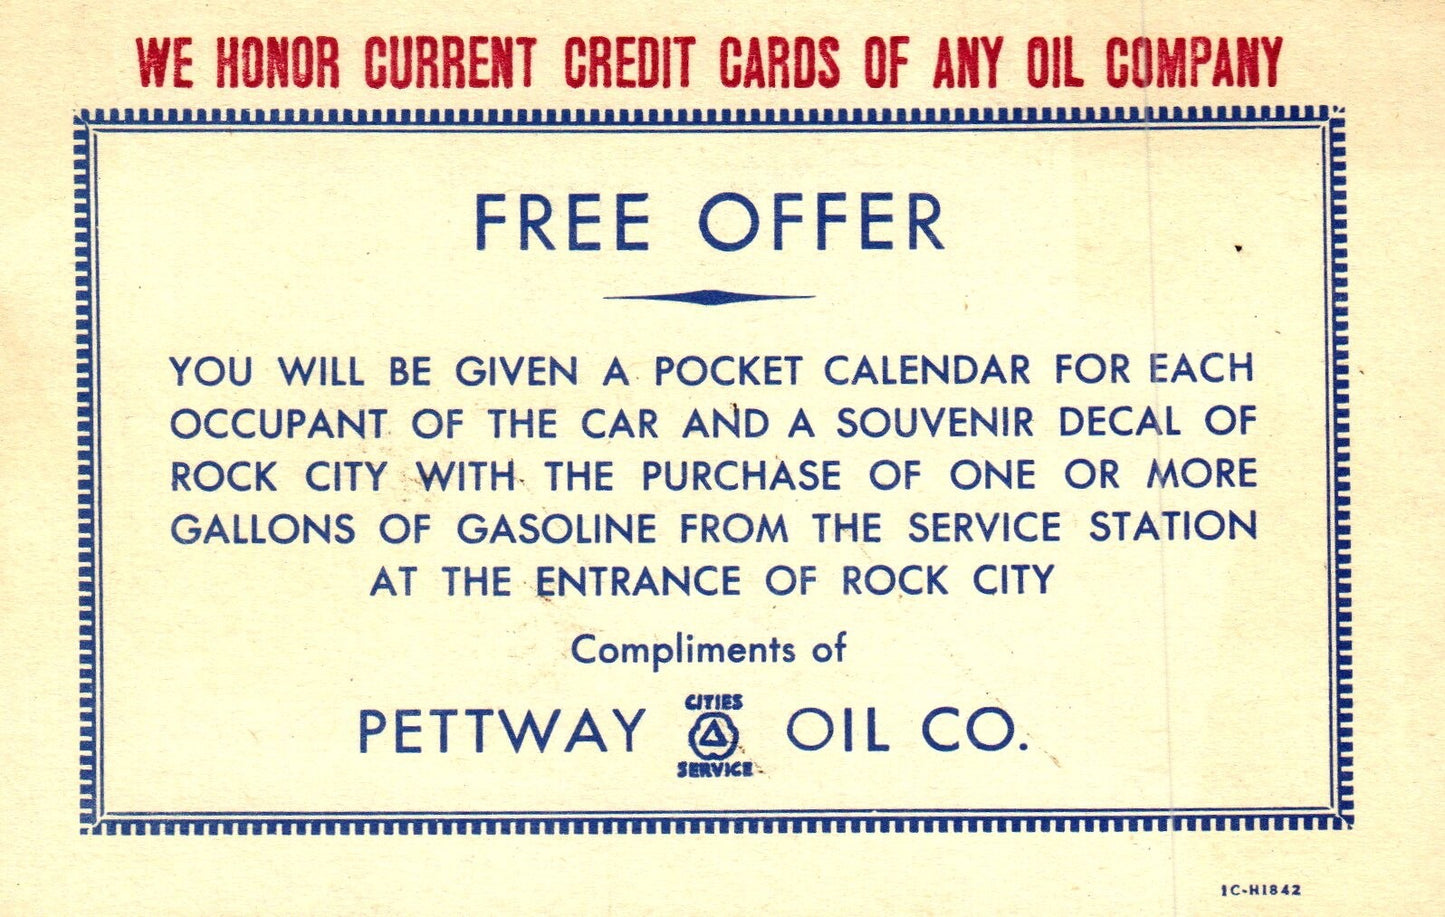 WE HONOR CURRENT CREDIT CARDS OF ANY OIL COMPANY
FREE OFFER
YOU WILL BE GIVEN A POCKET CALENDAR FOR EACH
OCCUPANT OF THE CAR AND A SOUVENIR DECAL OF
ROCK CITY WITH THE PURCHASE OF ONE OR MORE
GALLONS OF GASOLINE FROM THE SERVICE STATION
AT THE ENTRANCE OF ROCK CITY
Compliments of
PETTWAY CITIES SERVICE OIL CO.
1C-H1842